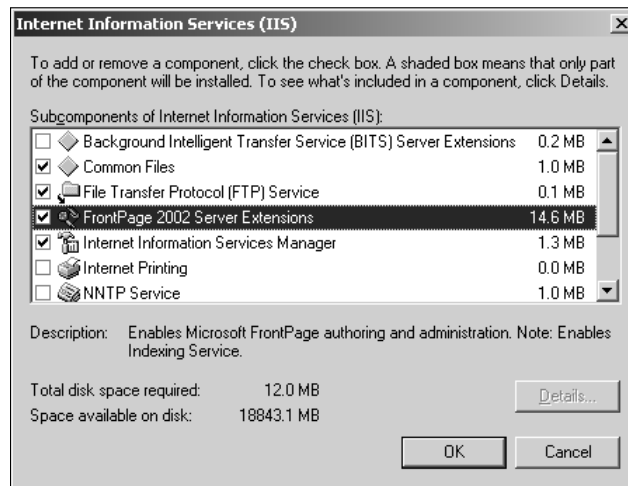 Internet Information Services (IIS)
To add or remove a component, click the check box. A shaded box means that only part
of the component will be installed. To see what's included in a component, click Details.
Subcomponents of Internet Information Services (IIS):
Background Intelligent Transfer Service (BITS) Server Extensions 0.2 MB
Common Files 1.0 MB
File Transfer Protocol (FTP) Service 0.1 MB
FrontPage 2002 Server Extensions 14.6 MB
Internet Information Services Manager 1.3 MB
Internet Printing 0.0 MB
NNTP Service 1.0 MB
Description: Enables Microsoft FrontPage authoring and administration. Note: Enables
Indexing Service.
Total disk space required: 12.0 MB
Details...
Space available on disk: 18843.1 MB
OK Cancel